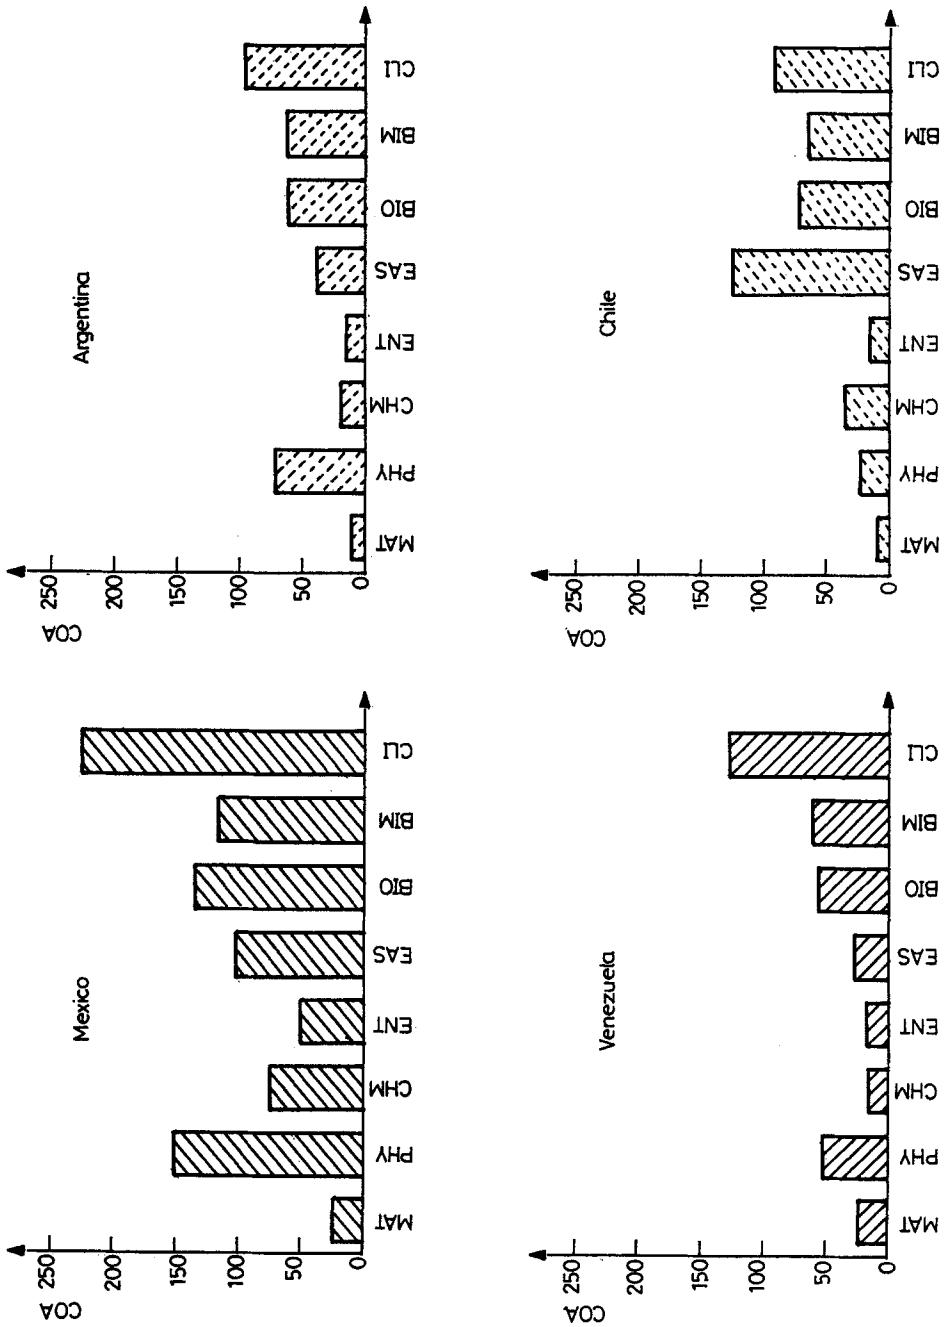 Mexico
COA
250
200
150
100
50
0
MAT
PHY
CHM
ENT
EAS
BIO
BIM
CLI
Argentina
COA
250
200
150
100
50
0
MAT
PHY
CHM
ENT
EAS
BIO
BIM
CLI
Venezuela
COA
250
200
150
100
50
0
MAT
PHY
CHM
ENT
EAS
BIO
BIM
CLI
Chile
COA
250
200
150
100
50
0
MAT
PHY
CHM
ENT
EAS
BIO
BIM
CLI